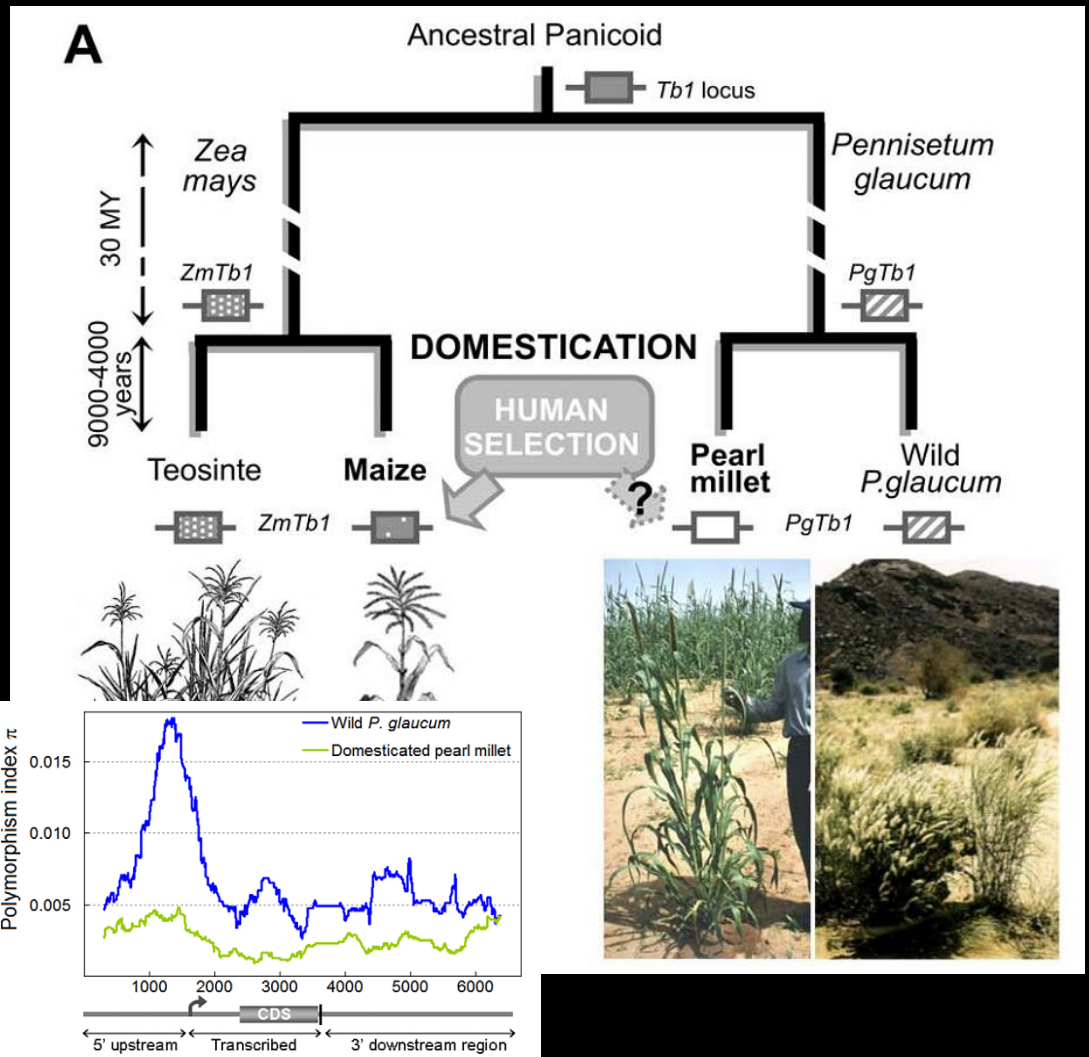 A
Ancestral Panicoid
Tb1 locus
Zea
mays
Pennisetum
glaucum
30 MY
ZmTb1
PgTb1
9000-4000
years
DOMESTICATION
HUMAN
SELECTION
?
Teosinte
Maize
Pearl
millet
Wild
P.glaucum
ZmTb1
PgTb1
Polymorphism index π
Wild P. glaucum
Domesticated pearl millet
0.015
0.010
0.005
1000 2000 3000 4000 5000 6000
CDS
5' upstream Transcribed 3' downstream region